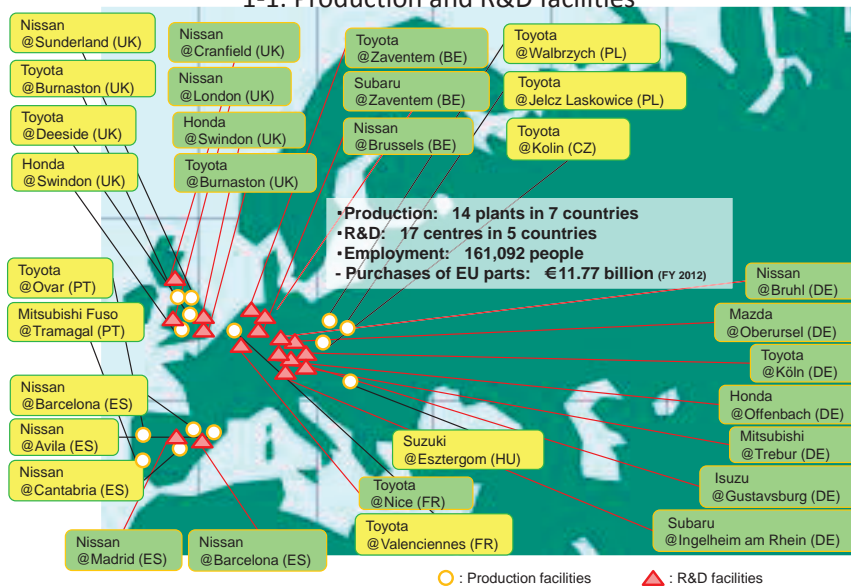 1-1. Production and R&D facilities
Nissan
@Sunderland (UK)
Toyota
@Burnaston (UK)
Toyota
@Deeside (UK)
Honda
@Swindon (UK)
Nissan
@Cranfield (UK)
Nissan
@London (UK)
Honda
@Swindon (UK)
Toyota
@Burnaston (UK)
Toyota
@Zaventem (BE)
Subaru
@Zaventem (BE)
Nissan
@Brussels (BE)
Toyota
@Walbrzych (PL)
Toyota
@Jelcz Laskowice (PL)
Toyota
@Kolin (CZ)
•Production: 14 plants in 7 countries
•R&D: 17 centres in 5 countries
•Employment: 161,092 people
- Purchases of EU parts: €11.77 billion (FY 2012)
Toyota
@Ovar (PT)
Mitsubishi Fuso
@Tramagal (PT)
Nissan
@Barcelona (ES)
Nissan
@Avila (ES)
Nissan
@Cantabria (ES)
Nissan
@Madrid (ES)
Nissan
@Barcelona (ES)
Suzuki
@Esztergom (HU)
Toyota
@Nice (FR)
Toyota
@Valenciennes (FR)
Nissan
@Bruhl (DE)
Mazda
@Oberursel (DE)
Toyota
@Köln (DE)
Honda
@Offenbach (DE)
Mitsubishi
@Trebur (DE)
Isuzu
@Gustavsburg (DE)
Subaru
@Ingelheim am Rhein (DE)
: Production facilities
: R&D facilities